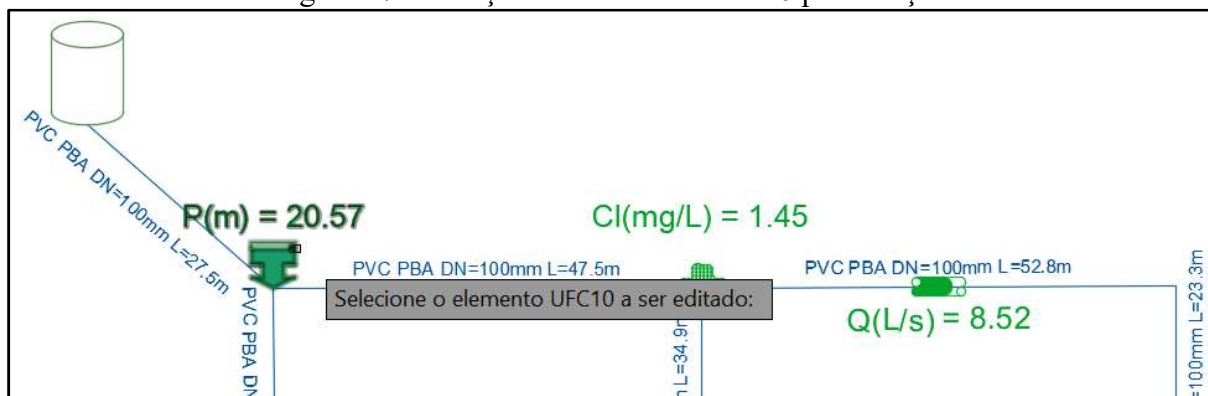 PVC PBA DN=100mm L=27.5m
P(m) = 20.57
Cl(mg/L) = 1.45
PVC PBA DN=100mm L=47.5m
PVC PBA DN=100mm L=52.8m
Selecione o elemento UFC10 a ser editado:
Q(L/s) = 8.52
PVC PBA DN
L=34.9m
=100mm L=23.3m